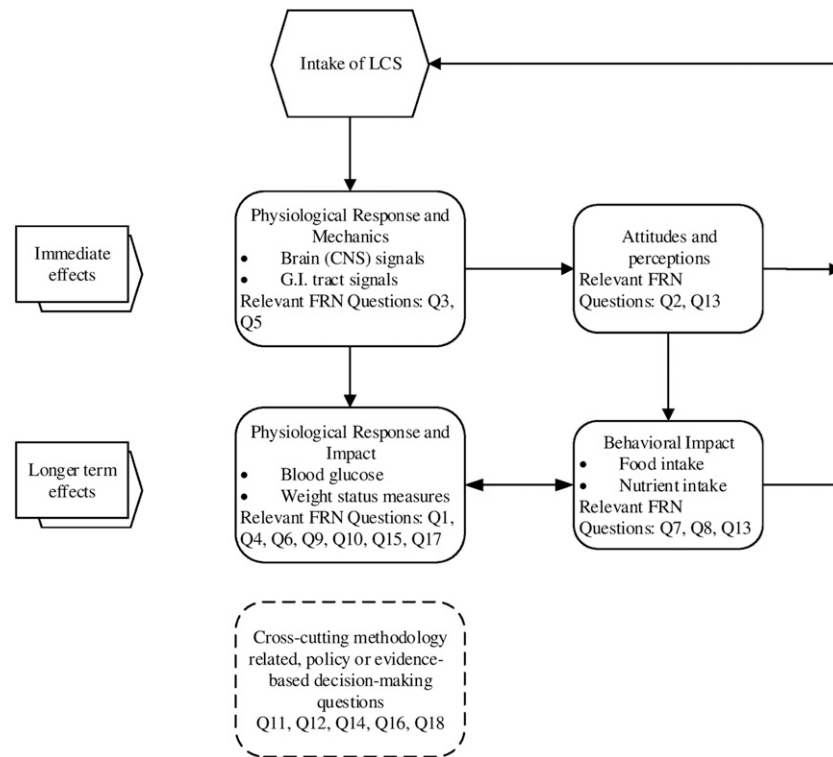 Intake of LCS
Immediate
effects
Physiological Response and
Mechanics
• Brain (CNS) signals
• G.I. tract signals
Relevant FRN Questions: Q3,
Q5
Attitudes and
perceptions
Relevant FRN
Questions: Q2, Q13
Longer term
effects
Physiological Response and
Impact
• Blood glucose
• Weight status measures
Relevant FRN Questions: Q1,
Q4, Q6, Q9, Q10, Q15, Q17
Behavioral Impact
• Food intake
• Nutrient intake
Relevant FRN
Questions: Q7, Q8, Q13
Cross-cutting methodology
related, policy or evidence-
based decision-making
questions
Q11, Q12, Q14, Q16, Q18